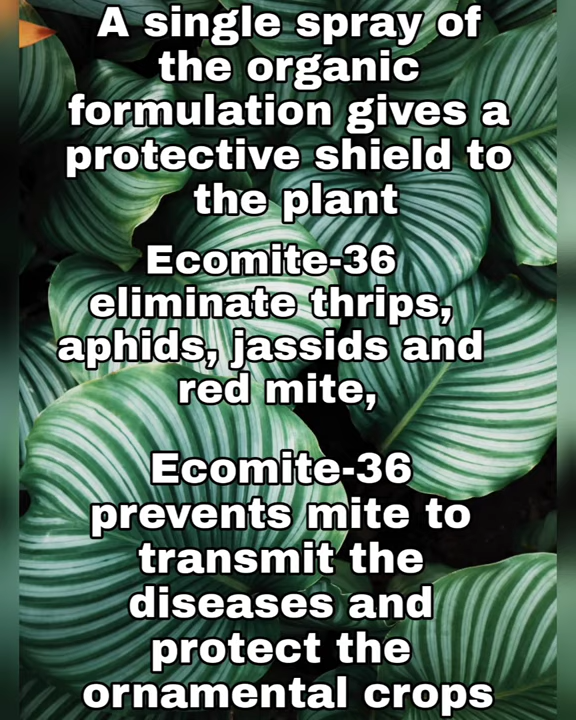 A single spray of
the organic
formulation gives a
protective shield to
the plant
Ecomite-36
eliminate thrips,
aphids, jassids and
red mite,
Ecomite-36
prevents mite to
transmit the
diseases and
protect the
ornamental crops